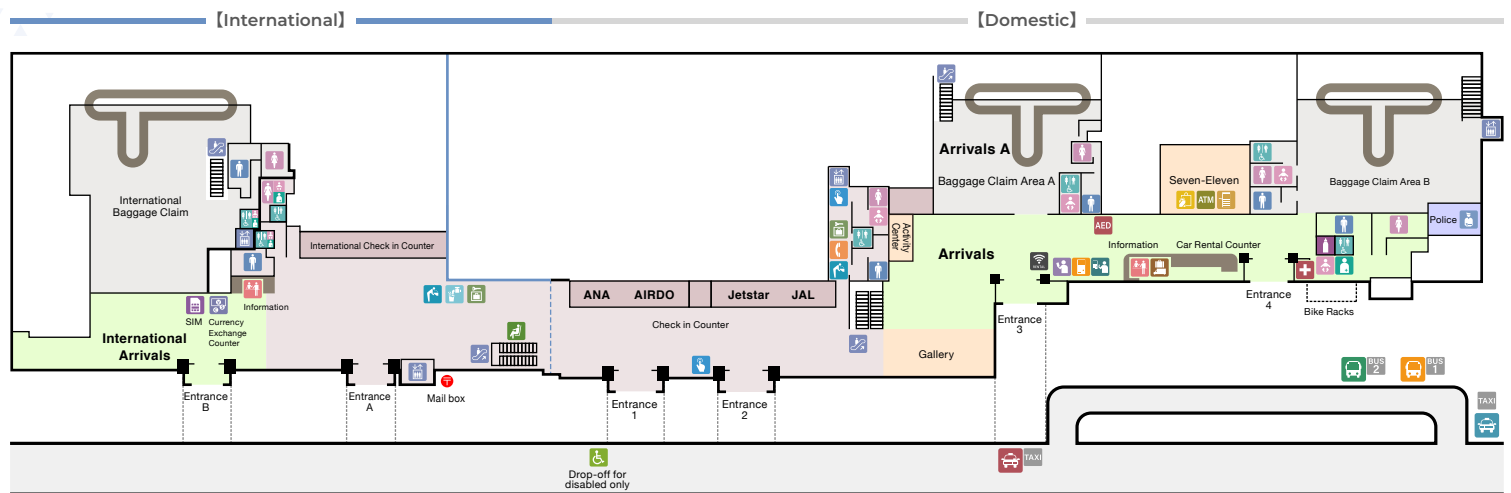 【International】
【Domestic】
Arrivals A
Baggage Claim Area A
Seven-Eleven
ATM
Baggage Claim Area B
International
Baggage Claim
Police
International Check in Counter
Activity
Center
AED
Arrivals
Information
Car Rental Counter
SIM
Currency
Exchange
Counter
Information
ANA
AIRDO
Jetstar
JAL
Check in Counter
International
Arrivals
Gallery
Entrance
3
Entrance
4
Bike Racks
Entrance
B
Entrance
A
Mail box
Entrance
1
Entrance
2
BUS
2
BUS
1
TAXI
TAXI
Drop-off for
disabled only